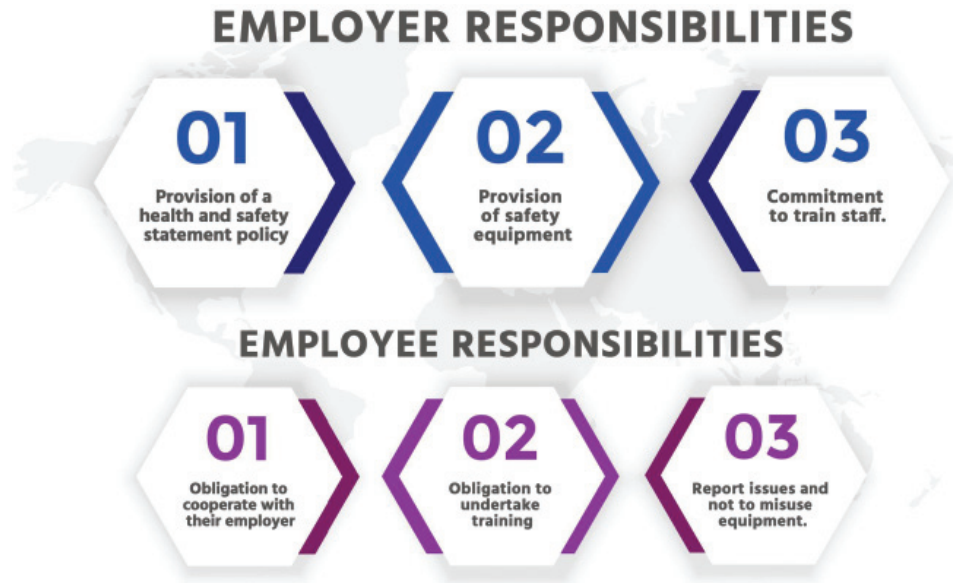 EMPLOYER RESPONSIBILITIES
01
Provision of a
health and safety
statement policy
02
Provision
of safety
equipment
03
Commitment
to train staff.
EMPLOYEE RESPONSIBILITIES
01
Obligation to
cooperate with
their employer
02
Obligation to
undertake
training
03
Report issues and
not to misuse
equipment.